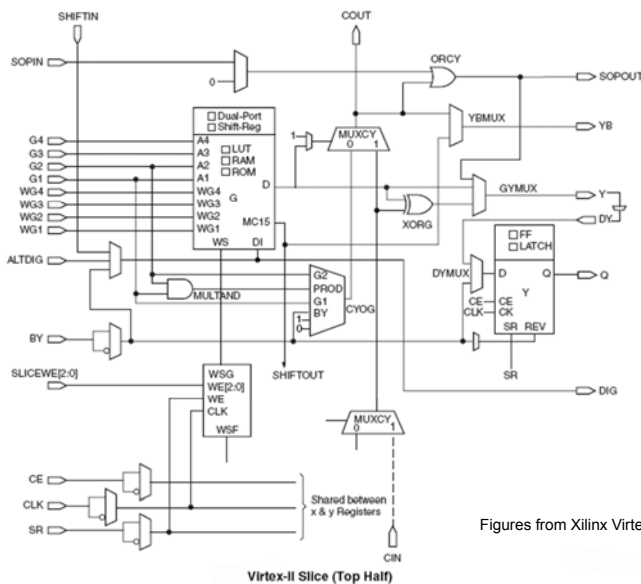 SHIFTIN
COUT
SOPIN
0
ORCY
SOPOUT
Dual-Port
Shift-Reg
YBMUX
YB
MUXCY
1
0 1
G4
A4
LUT
RAM
ROM
G3
A3
G2
A2
G1
A1
D
G
WG4
WG4
WG3
WG3
WG2
WG2
WG1
WG1
MC15
WS
DI
GYMUX
Y
XORG
DY
FF
LATCH
DYMUX
D
Q
Q
Y
CE
CE
CLK
CK
SR REV
SR
ALTDIG
MULTAND
G2
PROD
G1
BY
1
0
CYOG
BY
SLICEWE[2:0]
WSG
WE[2:0]
WE
CLK
WSF
SHIFTOUT
DIG
MUXCY
0 1
CE
CLK
SR
Shared between
x & y Registers
CIN
Figures from Xilinx Virte
Virtex-II Slice (Top Half)